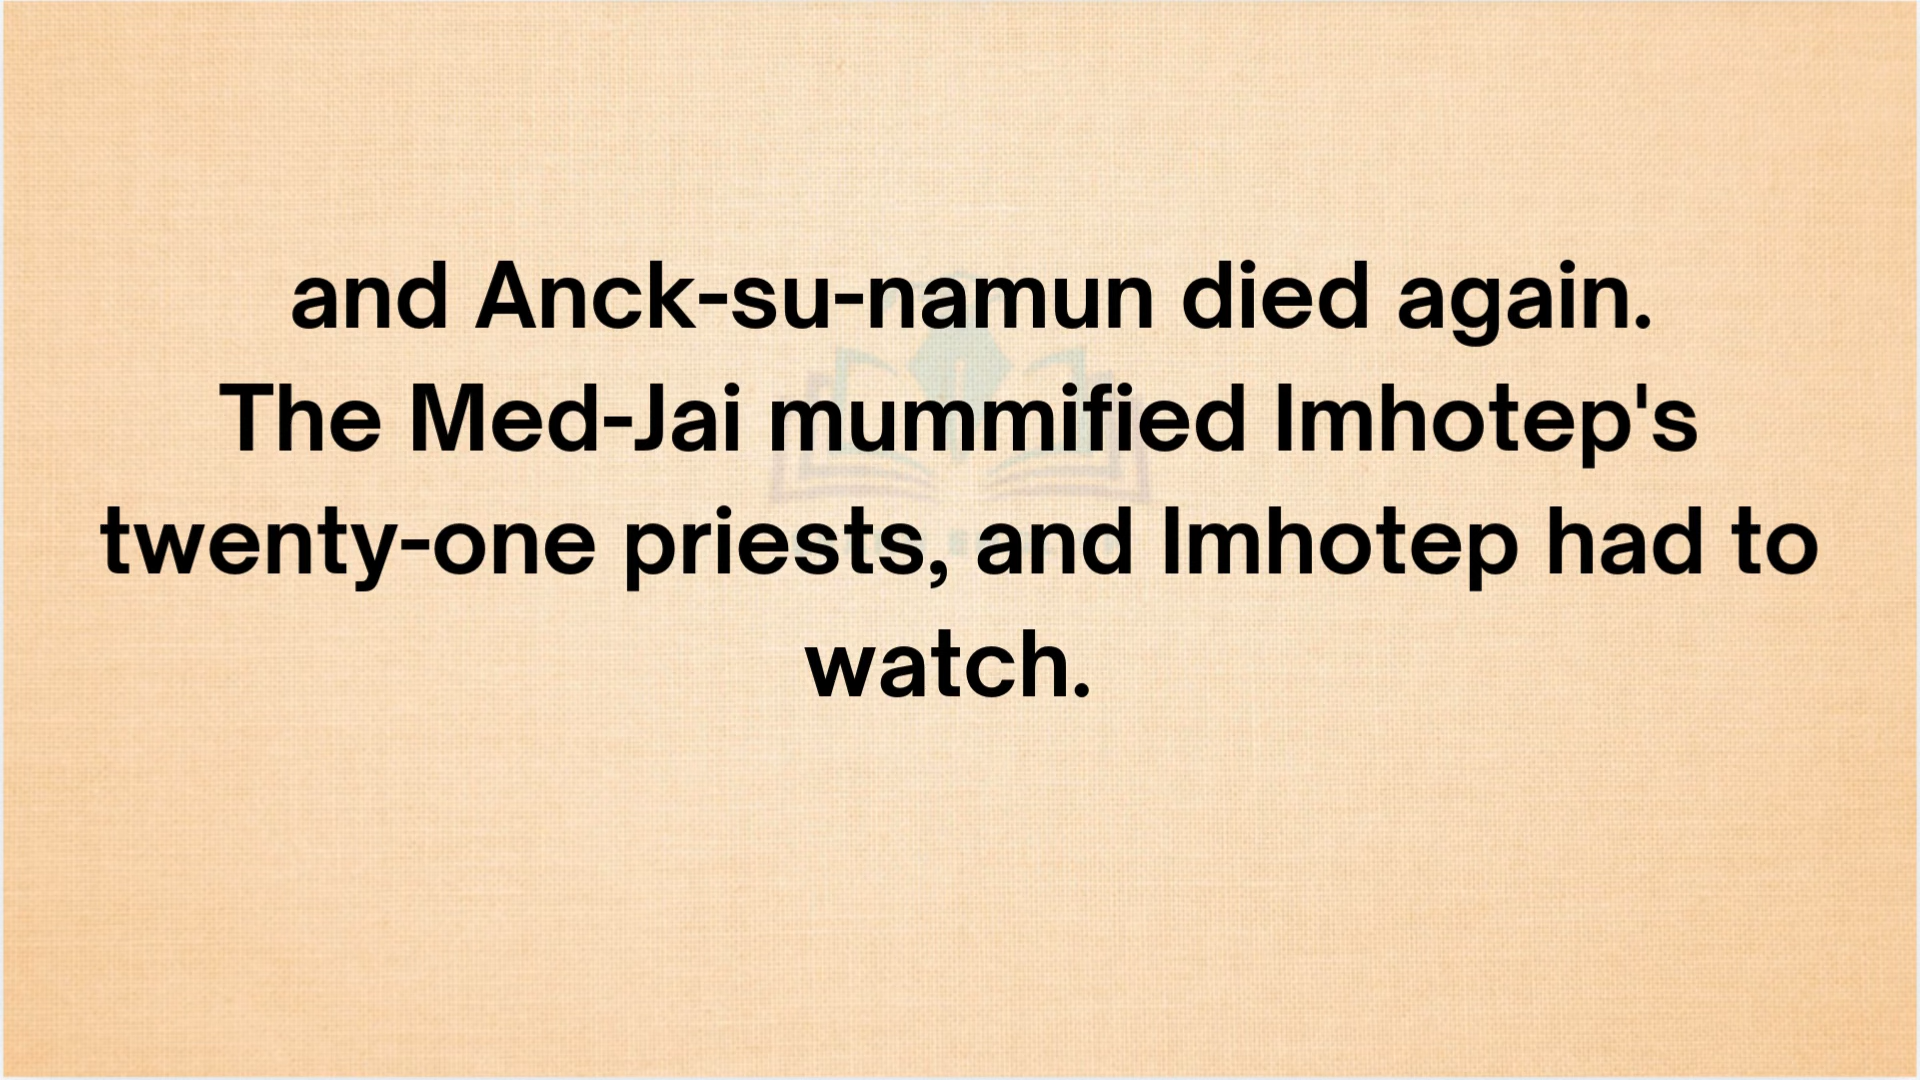 and Anck-su-namun died again.
The Med-Jai mummified Imhotep's
twenty-one priests, and Imhotep had to
watch.